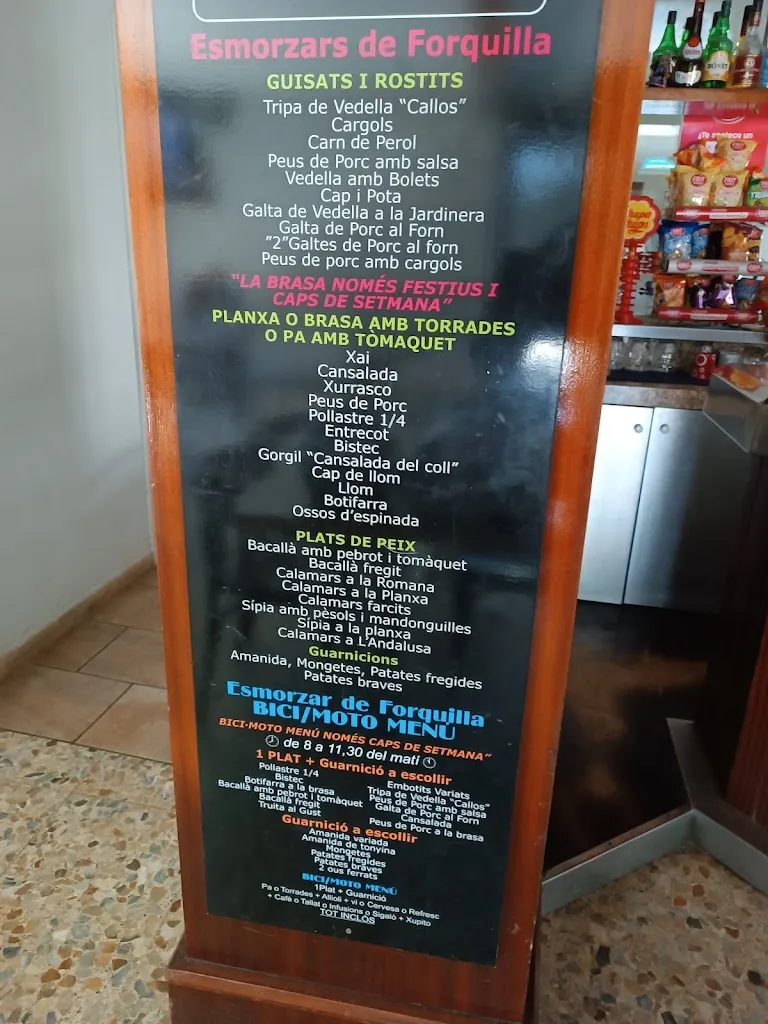 Esmorzars de Forquilla
GUISATS I ROSTITS
Tripa de Vedella "Callos"
Cargols
Carn de Perol
Peus de Porc amb salsa
Vedella amb Bolets
Cap i Pota
Galta de Vedella a la Jardinera
Galta de Porc al Forn
"2"Galtes de Porc al forn
Peus de porc amb cargols
"LA BRASA NOMÉS FESTIUS I
CAPS DE SETMANA"
PLANXA O BRASA AMB TORRADES
O PA AMB TÒMAQUET
Xai
Cansalada
Xurrasco
Peus de Porc
Pollastre 1/4
Entrecot
Bistec
Gorgil "Cansalada del coll"
Cap de llom
Llom
Botifarra
Ossos d'espinada
PLATS DE PEIX
Bacallà amb pebrot i tomàquet
Bacallà fregit
Calamars a la Romana
Calamars a la Planxa
Calamars farcits
Sípia amb pèsols i mandonguilles
Sípia a la planxa
Calamars a L'Andalusa
Guarnicions
Amanida, Mongetes, Patates fregides
Patates braves
Esmorzar de Forquilla
BICI/MOTO MENÚ
BICI-MOTO MENÚ NOMÉS CAPS DE SETMANA"
de 8 a 11,30 del matí
1 PLAT + Guarnició a escollir
Pollastre 1/4
Bistec
Botifarra a la brasa
Bacallà amb pebrot i tomàquet
Bacallà fregit
Truita al Gust
Embotits Variats
Tripa de Vedella "Callos"
Peus de Porc amb salsa
Galta de Porc al Forn
Cansalada
Peus de Porc a la brasa
Guarnició a escollir
Amanida variada
Amanida de tonyina
Mongetes
Patates fregides
Patates braves
2 ous ferrats
BICI/MOTO MENÚ
1Plat + Guarnició
Pa o Torrades + Allioli + vi o Cervesa o Refresc
+ Cafè o Tallat o Infusions o Sigaló + Xupito
TOT INCLÒS